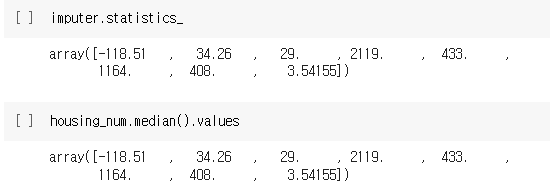 [ ] imputer.statistics_
array([-118.51   ,   34.26   ,   29.     , 2119.     ,  433.     ,
       1164.     ,  408.     ,    3.54155])
[ ] housing_num.median().values
array([-118.51   ,   34.26   ,   29.     , 2119.     ,  433.     ,
       1164.     ,  408.     ,    3.54155])